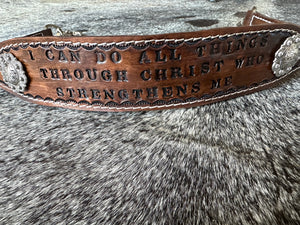 I CAN DO ALL THINGS
THROUGH CHRIST WHO
STRENGTHENS ME